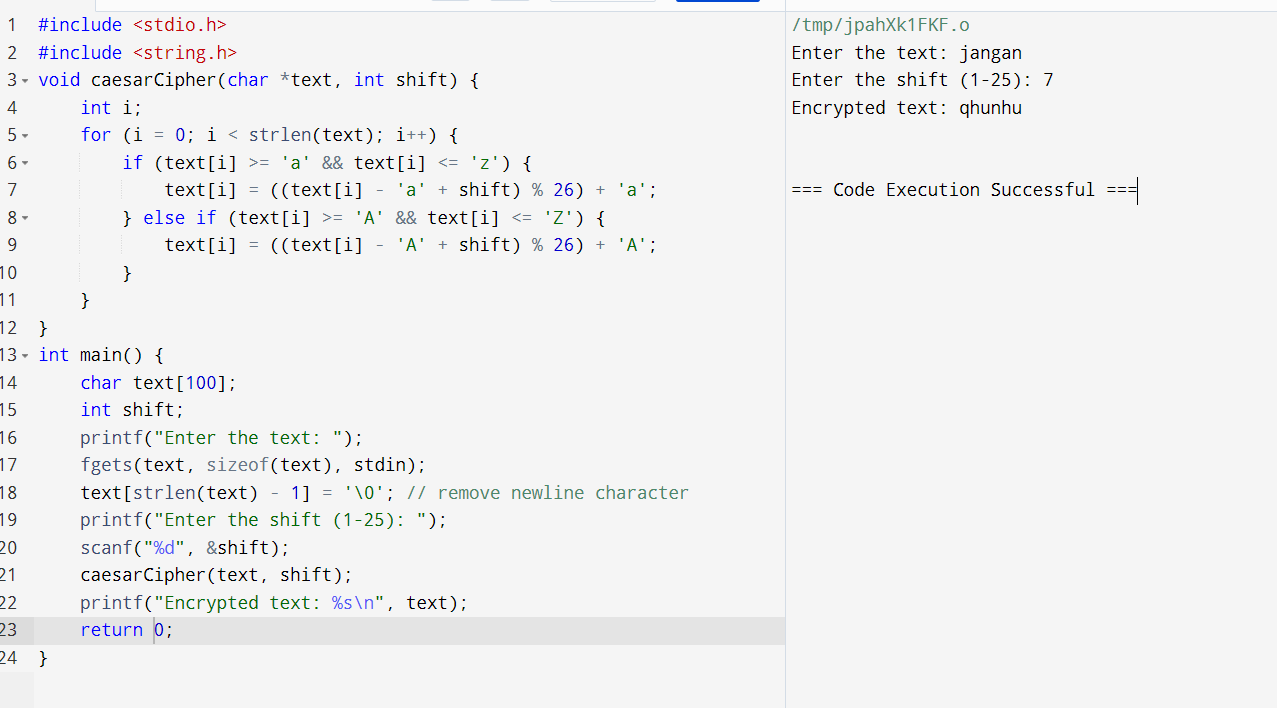 1 #include <stdio.h>
2 #include <string.h>
3 void caesarCipher(char *text, int shift) {
4     int i;
5     for (i = 0; i < strlen(text); i++) {
6         if (text[i] >= 'a' && text[i] <= 'z') {
7             text[i] = ((text[i] - 'a' + shift) % 26) + 'a';
8         } else if (text[i] >= 'A' && text[i] <= 'Z') {
9             text[i] = ((text[i] - 'A' + shift) % 26) + 'A';
10         }
11     }
12 }
13 int main() {
14     char text[100];
15     int shift;
16     printf("Enter the text: ");
17     fgets(text, sizeof(text), stdin);
18     text[strlen(text) - 1] = '\0'; // remove newline character
19     printf("Enter the shift (1-25): ");
20     scanf("%d", &shift);
21     caesarCipher(text, shift);
22     printf("Encrypted text: %s\n", text);
23     return 0;
24 }
/tmp/jpahXk1FKF.o
Enter the text: jangan
Enter the shift (1-25): 7
Encrypted text: qhunhu
=== Code Execution Successful ===